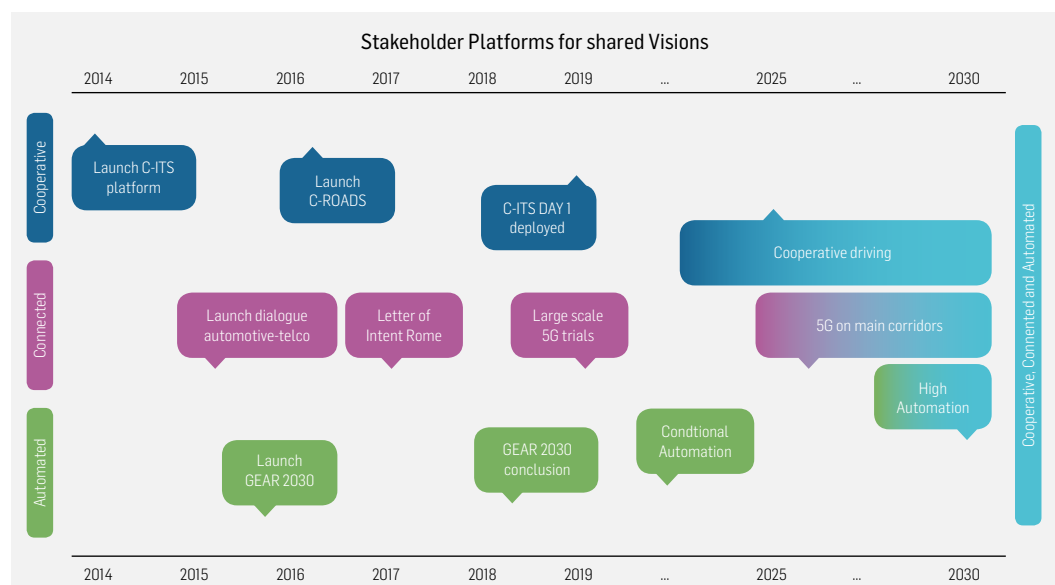 Stakeholder Platforms for shared Visions
2014 2015 2016 2017 2018 2019 ... 2025 ... 2030
Cooperative
Launch C-ITS
platform
Launch
C-ROADS
C-ITS DAY 1
deployed
Cooperative driving
Connected
Launch dialogue
automotive-telco
Letter of
Intent Rome
Large scale
5G trials
5G on main corridors
High
Automation
Automated
Launch
GEAR 2030
GEAR 2030
conclusion
Condtional
Automation
Cooperative, Connented and Automated
2014 2015 2016 2017 2018 2019 ... 2025 ... 2030